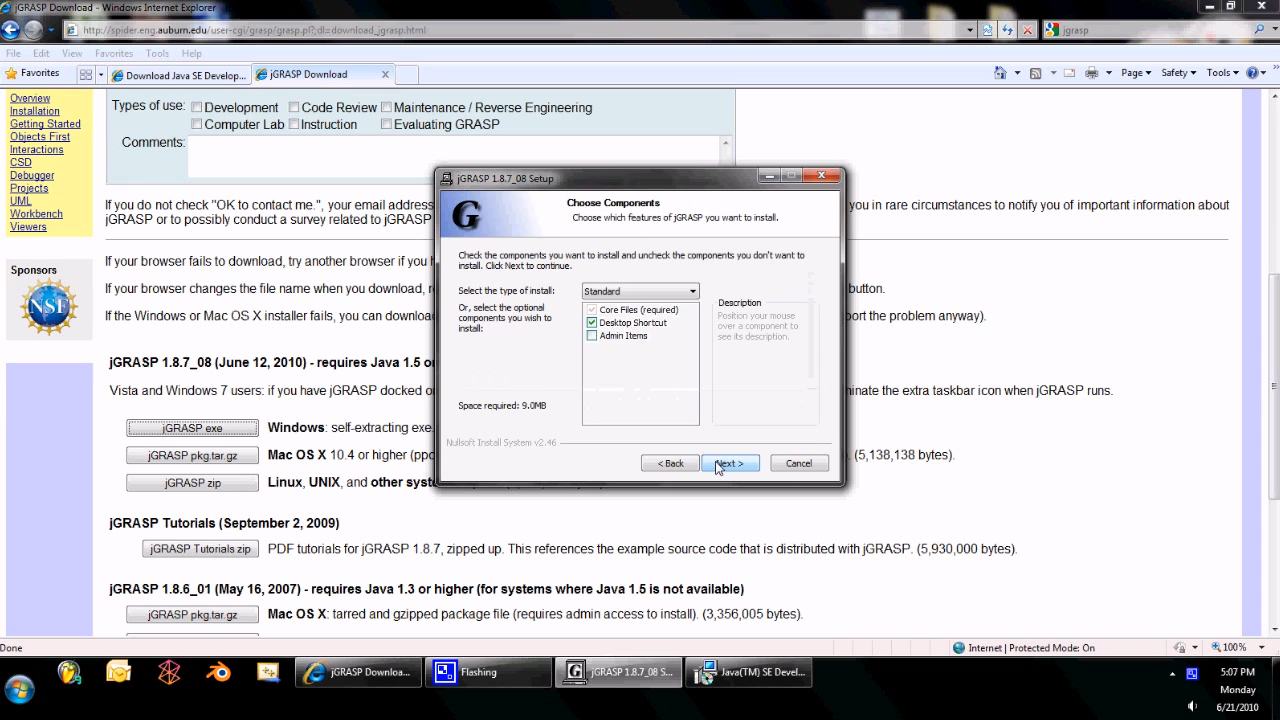 jGRASP Download - Windows Internet Explorer
http://spider.eng.auburn.edu/user-cgi/grasp/grasp.pl?;dl=download_jgrasp.html
jgrasp
File Edit View Favorites Tools Help
Favorites
Download Java SE Develop...
jGRASP Download
Page Safety Tools
Overview
Installation
Getting Started
Objects First
Interactions
CSD
Debugger
Projects
UML
Workbench
Viewers
Sponsors
NSF
Types of use: Development Code Review Maintenance / Reverse Engineering
Computer Lab Instruction Evaluating GRASP
Comments:
If you do not check "OK to contact me.", your email address
you in rare circumstances to notify you of important information about
jGRASP or to possibly conduct a survey related to jGRASP
If your browser fails to download, try another browser if you
If your browser changes the file name when you download,
button.
If the Windows or Mac OS X installer fails, you can download
port the problem anyway).
jGRASP 1.8.7_08 (June 12, 2010) - requires Java 1.5 or
Vista and Windows 7 users: if you have jGRASP docked
minate the extra taskbar icon when jGRASP runs.
jGRASP exe Windows: self-extracting exe.
jGRASP pkg.tar.gz Mac OS X 10.4 or higher (ppc
(5,138,138 bytes).
jGRASP zip Linux, UNIX, and other
jGRASP Tutorials (September 2, 2009)
jGRASP Tutorials zip PDF tutorials for jGRASP 1.8.7, zipped up. This references the example source code that is distributed with jGRASP. (5,930,000 bytes).
jGRASP 1.8.6_01 (May 16, 2007) - requires Java 1.3 or higher (for systems where Java 1.5 is not available)
jGRASP pkg.tar.gz Mac OS X: tarred and gzipped package file (requires admin access to install). (3,356,005 bytes).
jGRASP 1.8.7_08 Setup
G
Choose Components
Choose which features of jGRASP you want to install.
Check the components you want to install and uncheck the components you don't want to
install. Click Next to continue.
Select the type of install: Standard
Or, select the optional
components you wish to
install:
Core Files (required)
Desktop Shortcut
Admin Items
Description
Position your mouse
over a component to
see its description.
Space required: 9.0MB
Nullsoft Install System v2.46
< Back Next > Cancel
Done
Internet | Protected Mode: On
100%
jGRASP Downloa...
Flashing
jGRASP 1.8.7_08 S...
Java(TM) SE Devel...
5:07 PM
Monday
6/21/2010